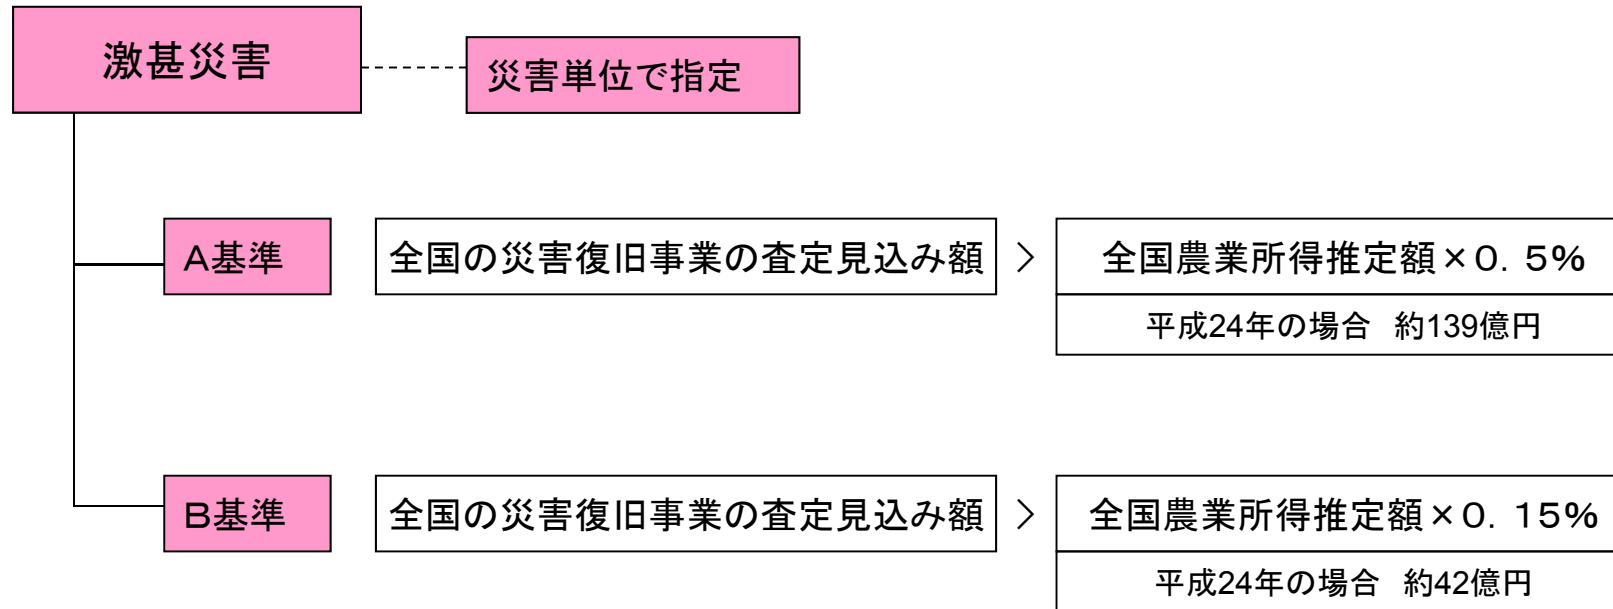 激甚災害
災害単位で指定
A基準
全国の災害復旧事業の査定見込み額 > 全国農業所得推定額×0.5%
平成24年の場合 約139億円
B基準
全国の災害復旧事業の査定見込み額 > 全国農業所得推定額×0.15%
平成24年の場合 約42億円